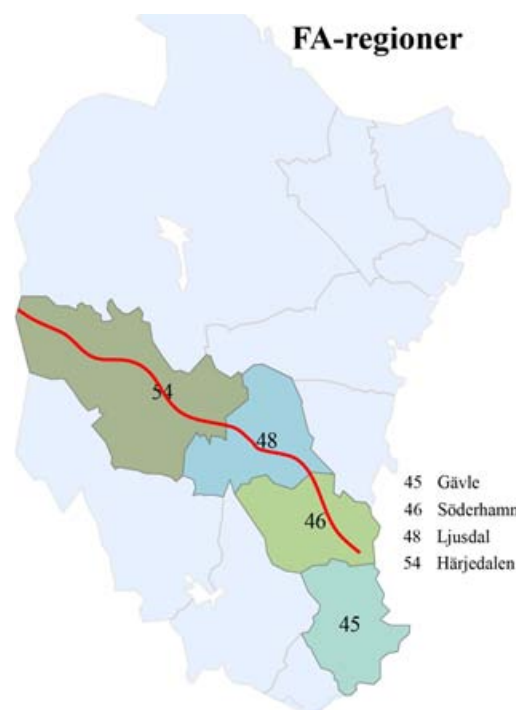 FA-regioner
54
48
46
45
45 Gävle
46 Söderhamn
48 Ljusdal
54 Härjedalen